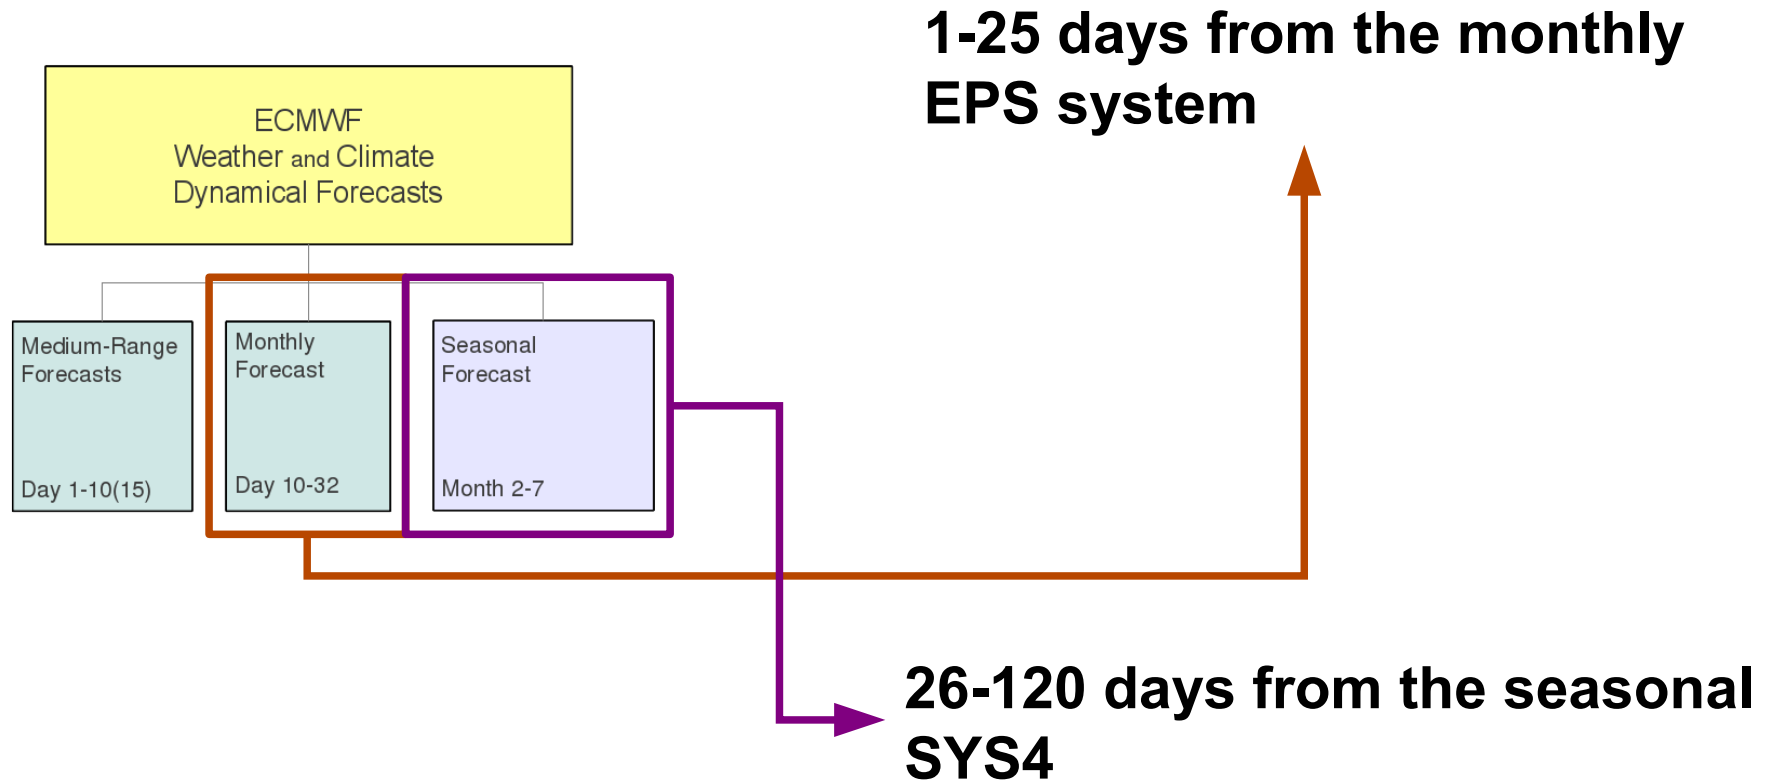 1-25 days from the monthly
EPS system
ECMWF
Weather and Climate
Dynamical Forecasts
Medium-Range
Forecasts
Day 1-10(15)
Monthly
Forecast
Day 10-32
Seasonal
Forecast
Month 2-7
26-120 days from the seasonal
SYS4